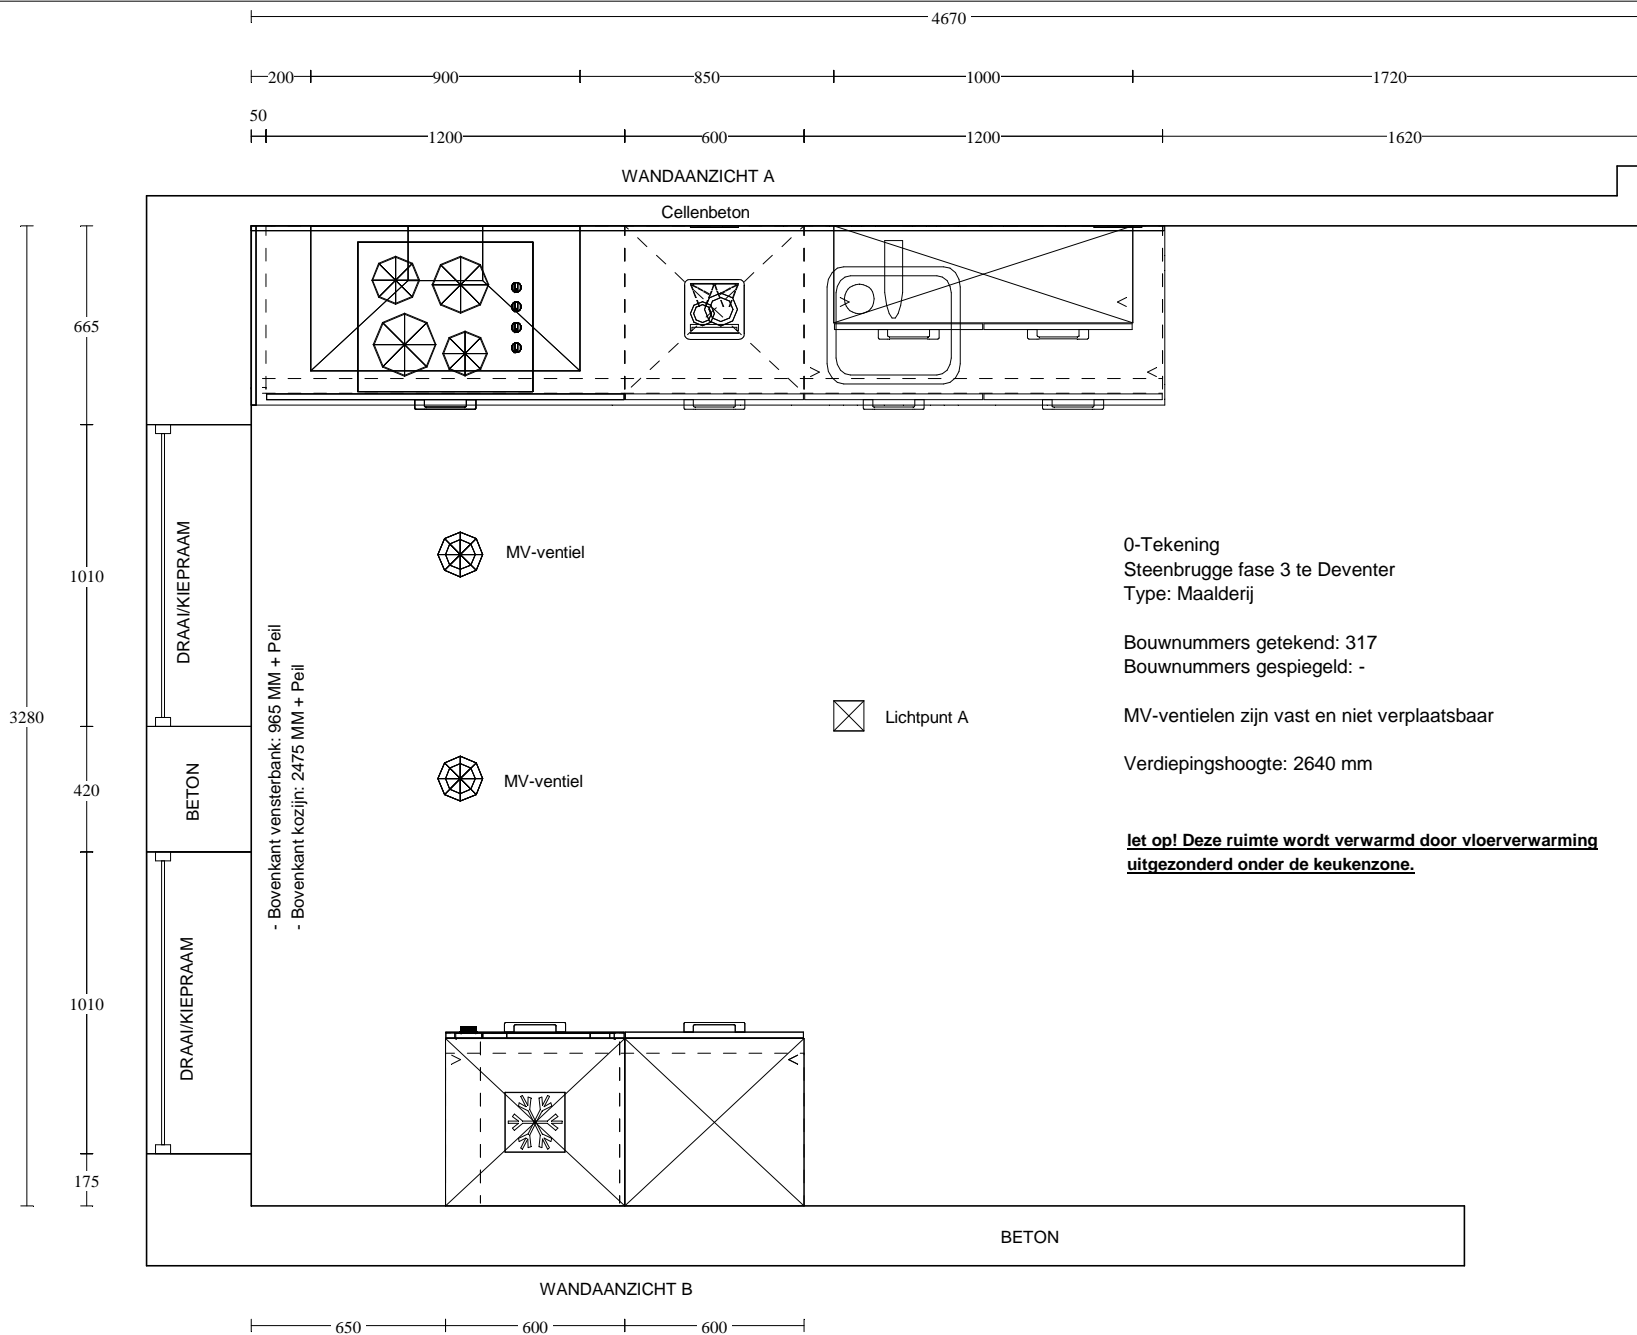 4670
200 900 850 1000 1720
50
1200 600 1200 1620
WANDAANZICHT A
Cellenbeton
665
1010
3280
420
1010
175
DRAAI/KIEPRAAM
BETON
DRAAI/KIEPRAAM
- Bovenkant vensterbank: 965 MM + Peil
- Bovenkant kozijn: 2475 MM + Peil
MV-ventiel
MV-ventiel
Lichtpunt A
0-Tekening
Steenbrugge fase 3 te Deventer
Type: Maalderij
Bouwnummers getekend: 317
Bouwnummers gespiegeld: -
MV-ventielen zijn vast en niet verplaatsbaar
Verdiepingshoogte: 2640 mm
let op! Deze ruimte wordt verwarmd door vloerverwarming
uitgezonderd onder de keukenzone.
BETON
WANDAANZICHT B
650 600 600